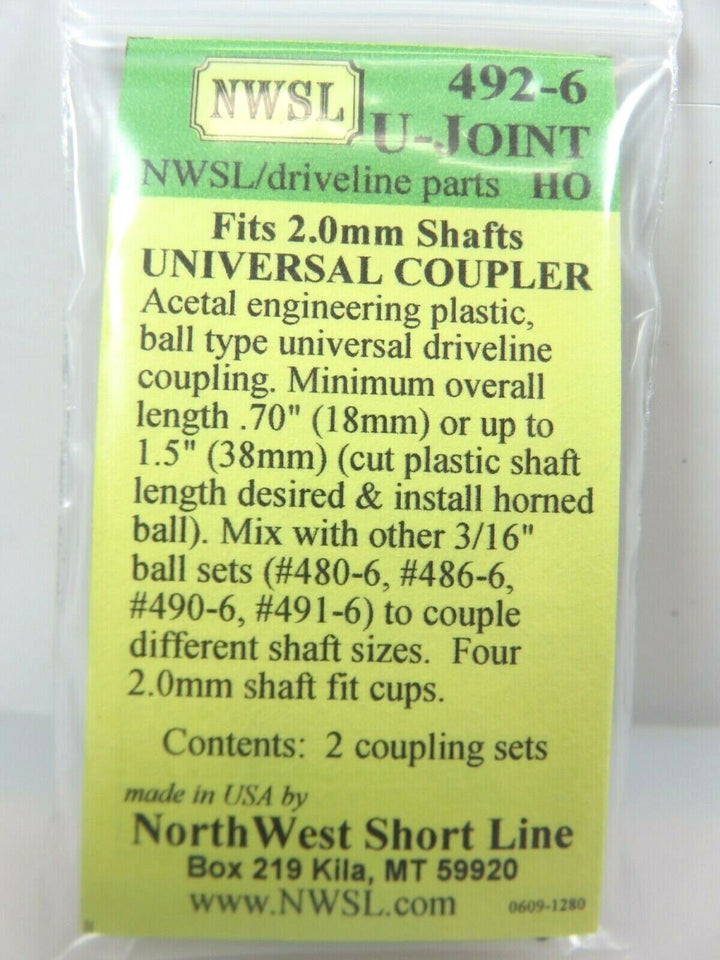 NWSL
492-6
U-JOINT
NWSL/driveline parts HO
Fits 2.0mm Shafts
UNIVERSAL COUPLER
Acetal engineering plastic,
ball type universal driveline
coupling. Minimum overall
length .70" (18mm) or up to
1.5" (38mm) (cut plastic shaft
length desired & install horned
ball). Mix with other 3/16"
ball sets (#480-6, #486-6,
#490-6, #491-6) to couple
different shaft sizes. Four
2.0mm shaft fit cups.
Contents: 2 coupling sets
made in USA by
NorthWest Short Line
Box 219 Kila, MT 59920
www.NWSL.com 0609-1280